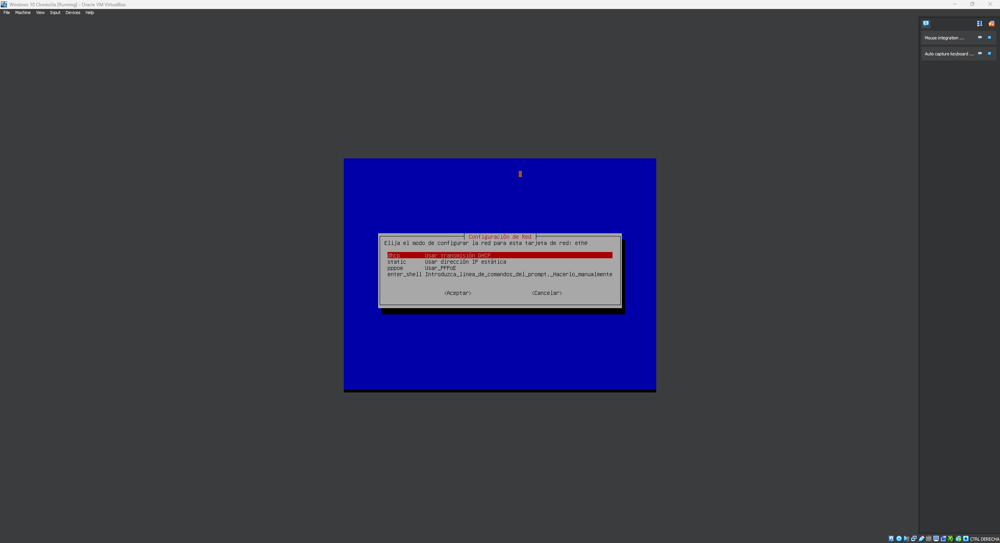 Windows 10 Clonezilla [Running] - Oracle VM VirtualBox
File Machine View Input Devices Help
Mouse integration ...
Auto capture keyboard ...
Configuración de Red
Elija el modo de configurar la red para esta tarjeta de red: eth0
dhcp Usar transmisión DHCP
static Usar dirección IP estática
pppoe Usar_PPPoE
enter_shell Introduzca_linea_de_comandos_del_prompt._Hacerlo_manualmente
<Aceptar> <Cancelar>
CTRL DERECHA